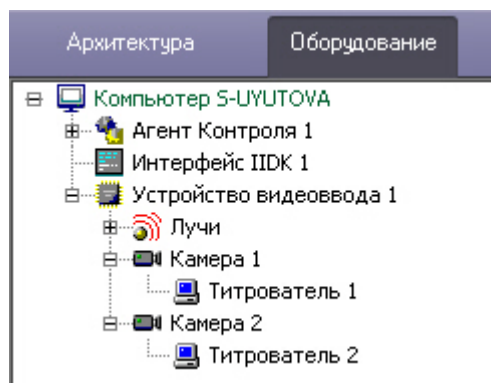 Архитектура Оборудование
Компьютер S-UYUTOVA
Агент Контроля 1
Интерфейс IIDK 1
Устройство видеоввода 1
Лучи
Камера 1
Титрователь 1
Камера 2
Титрователь 2